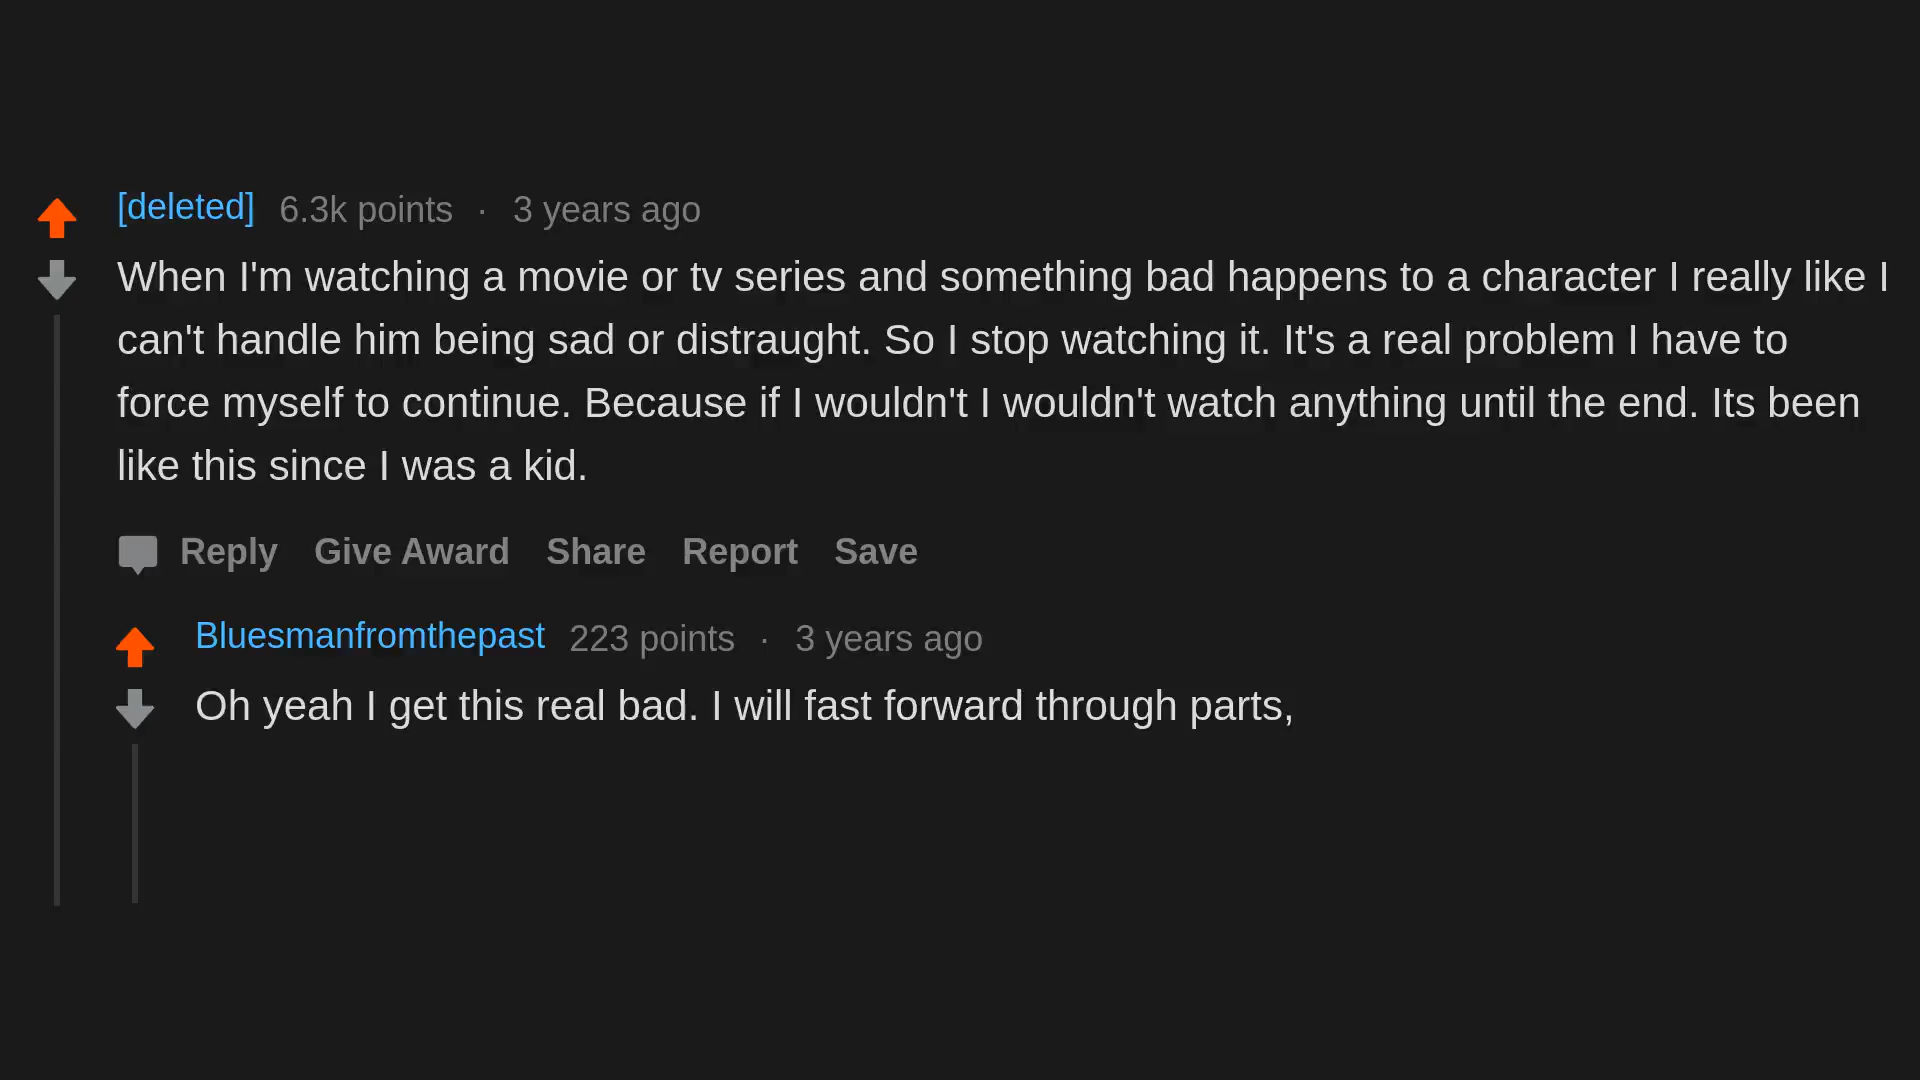 [deleted] 6.3k points · 3 years ago
When I'm watching a movie or tv series and something bad happens to a character I really like I
can't handle him being sad or distraught. So I stop watching it. It's a real problem I have to
force myself to continue. Because if I wouldn't I wouldn't watch anything until the end. Its been
like this since I was a kid.
Reply Give Award Share Report Save
Bluesmanfromthepast 223 points · 3 years ago
Oh yeah I get this real bad. I will fast forward through parts,